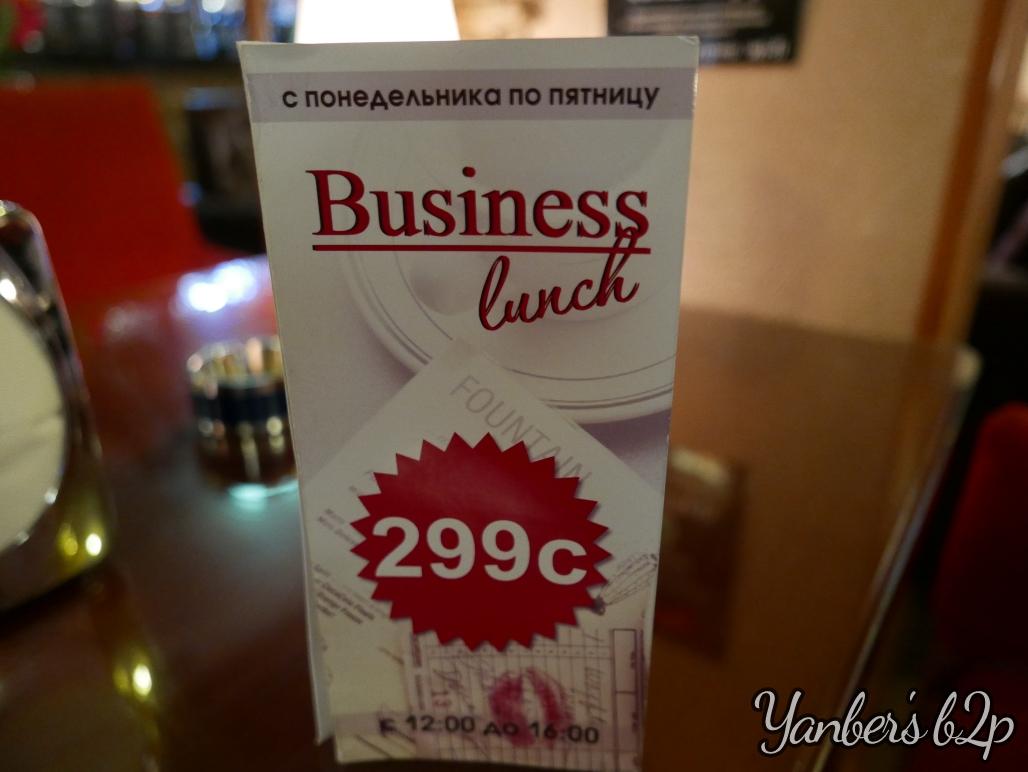 с понедельника по пятницу
Business
lunch
FOUNTAIN
299с
с 12:00 до 16:00
Yanber's b2p